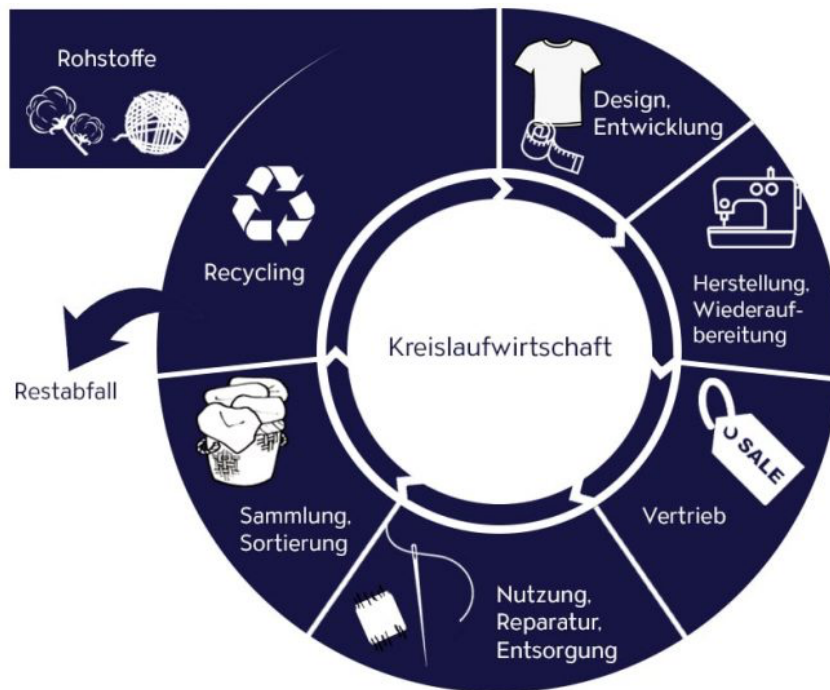 Rohstoffe
Design,
Entwicklung
Herstellung,
Wiederauf-
bereitung
SALE
Vertrieb
Nutzung,
Reparatur,
Entsorgung
Sammlung,
Sortierung
Recycling
Restabfall
Kreislaufwirtschaft